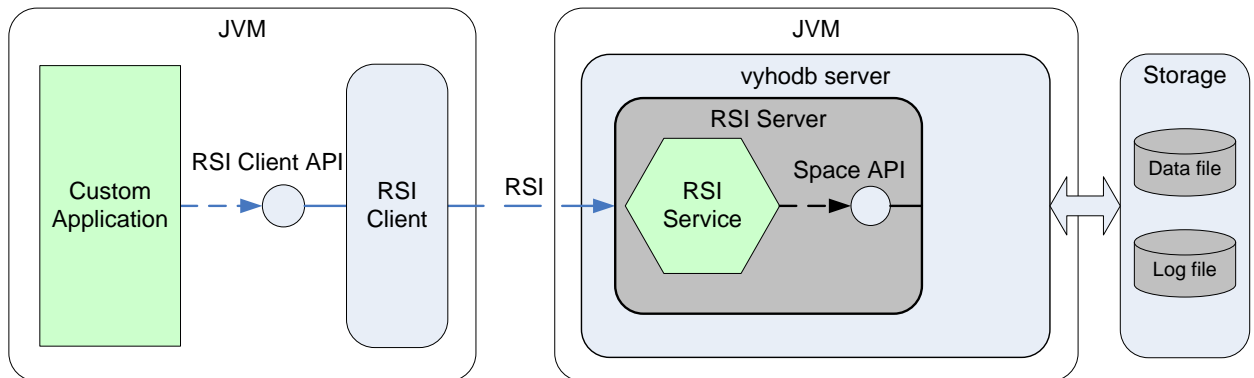 JVM
Custom
Application
RSI Client API
RSI
Client
RSI
JVM
vyhodb server
RSI Server
RSI
Service
Space API
Storage
Data file
Log file